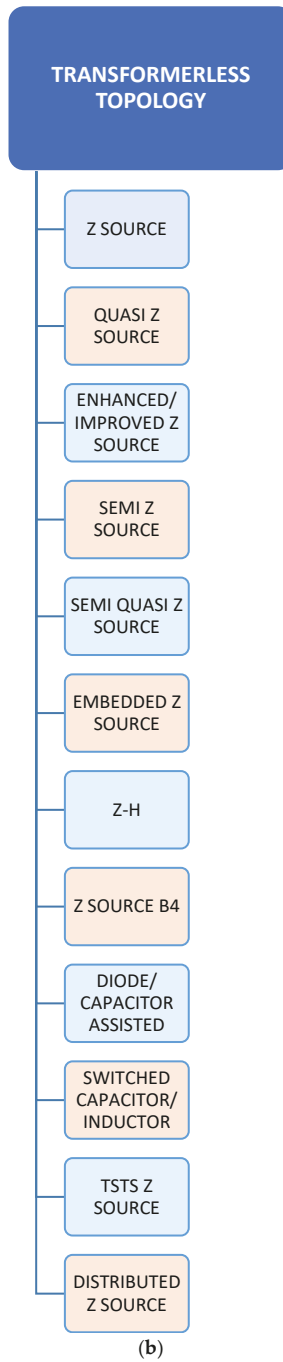 TRANSFORMERLESS
TOPOLOGY
Z SOURCE
QUASI Z
SOURCE
ENHANCED/
IMPROVED Z
SOURCE
SEMI Z
SOURCE
SEMI QUASI Z
SOURCE
EMBEDDED Z
SOURCE
Z-H
Z SOURCE B4
DIODE/
CAPACITOR
ASSISTED
SWITCHED
CAPACITOR/
INDUCTOR
TSTS Z
SOURCE
DISTRIBUTED
Z SOURCE
(b)